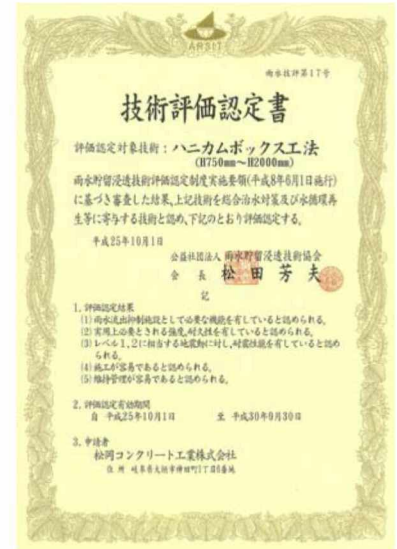 ARSIT
雨水技評第17号
技術評価認定書
評価認定対象技術：ハニカムボックス工法
(H750mm～H2000mm)
雨水貯留浸透技術評価認定制度実施要領(平成8年6月1日施行)
に基づき審査した結果、上記技術を総合治水対策及び水循環再
生等に寄与する技術と認め、下記のとおり評価認定する。
平成25年10月1日
公益社団法人 雨水貯留浸透技術協会
会長 松田芳夫
記
1. 評価認定結果
(1)雨水流出抑制施設として必要な機能を有していると認められる。
(2)実用上必要とされる強度、耐久性を有していると認められる。
(3)レベル1、2に相当する地震動に対し、耐震性能を有していると認め
られる。
(4)施工が容易であると認められる。
(5)維持管理が容易であると認められる。
2. 評価認定有効期間
自 平成25年10月1日 至 平成30年9月30日
3. 申請者
松岡コンクリート工業株式会社
住所 岐阜県大垣市神田町1丁目6番地